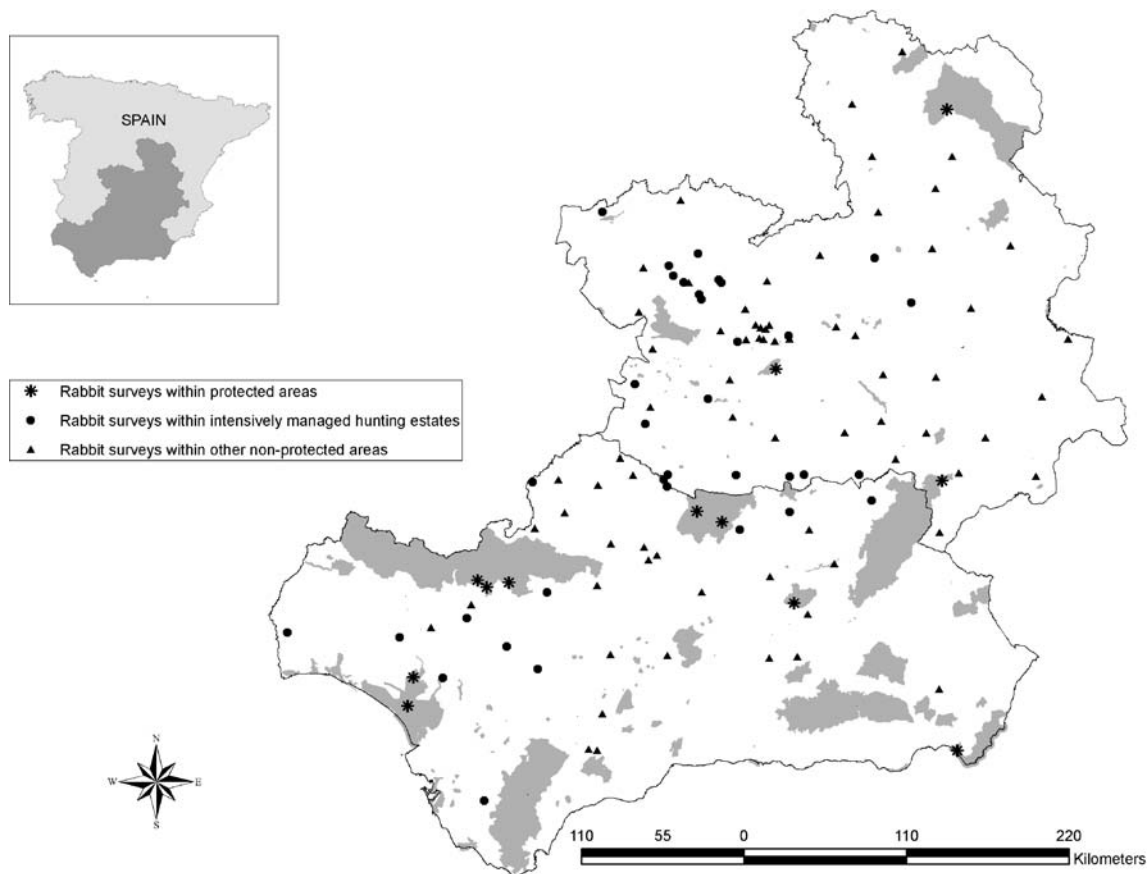 SPAIN
Rabbit surveys within protected areas
Rabbit surveys within intensively managed hunting estates
Rabbit surveys within other non-protected areas
N
W E
S
110 55 0 110 220
Kilometers